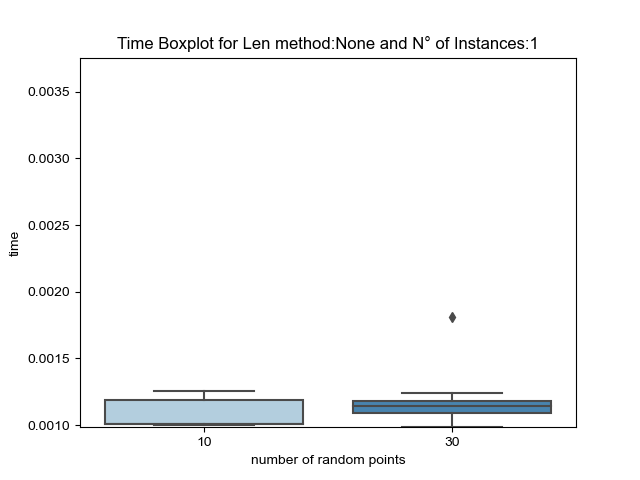 Time Boxplot for Len method:None and N° of Instances:1
0.0035
0.0030
0.0025
0.0020
0.0015
0.0010
time
10 30
number of random points